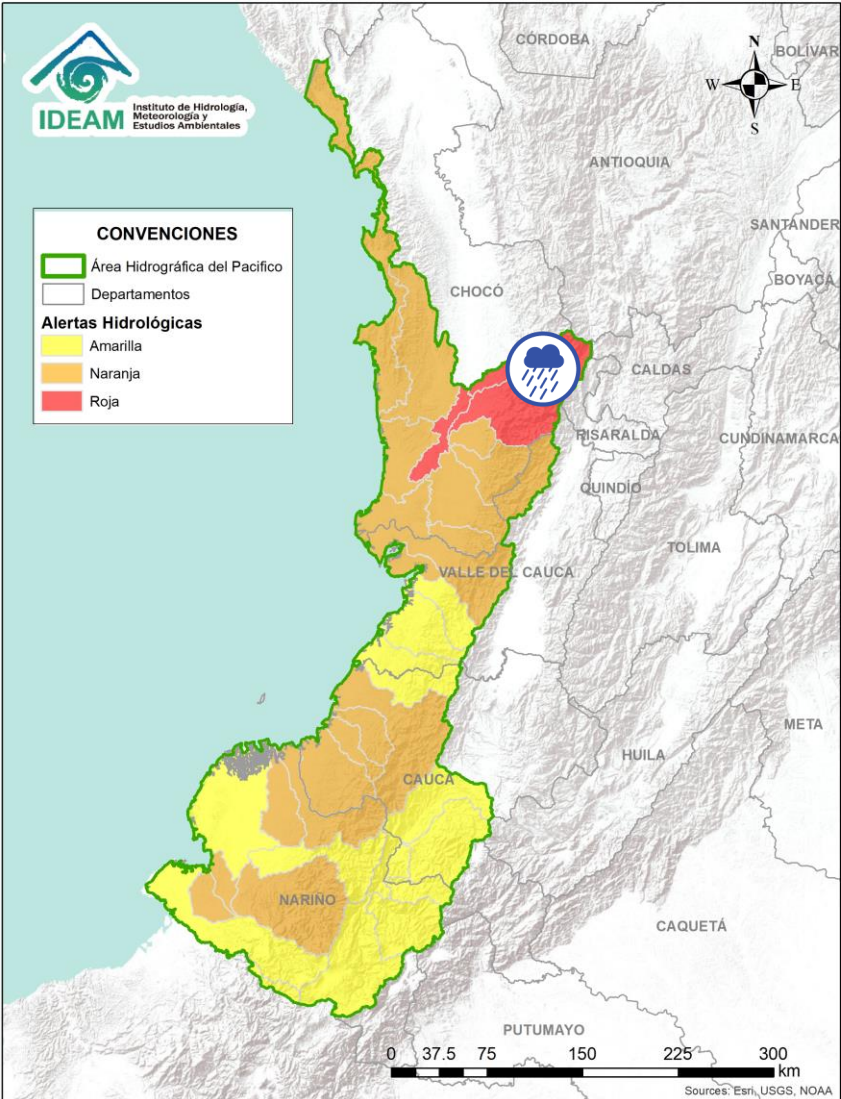 IDEAM
Instituto de Hidrología,
Meteorología y
Estudios Ambientales
N
W
E
S
CÓRDOBA
BOLÍVAR
ANTIOQUIA
SANTANDER
BOYACÁ
CHOCÓ
CALDAS
RISARALDA
CUNDINAMARCA
QUINDÍO
TOLIMA
VALLE DEL CAUCA
META
HUILA
CAUCA
NARIÑO
CAQUETÁ
PUTUMAYO
CONVENCIONES
Área Hidrográfica del Pacifico
Departamentos
Alertas Hidrológicas
Amarilla
Naranja
Roja
0 37.5 75 150 225 300
km
Sources: Esri, USGS, NOAA